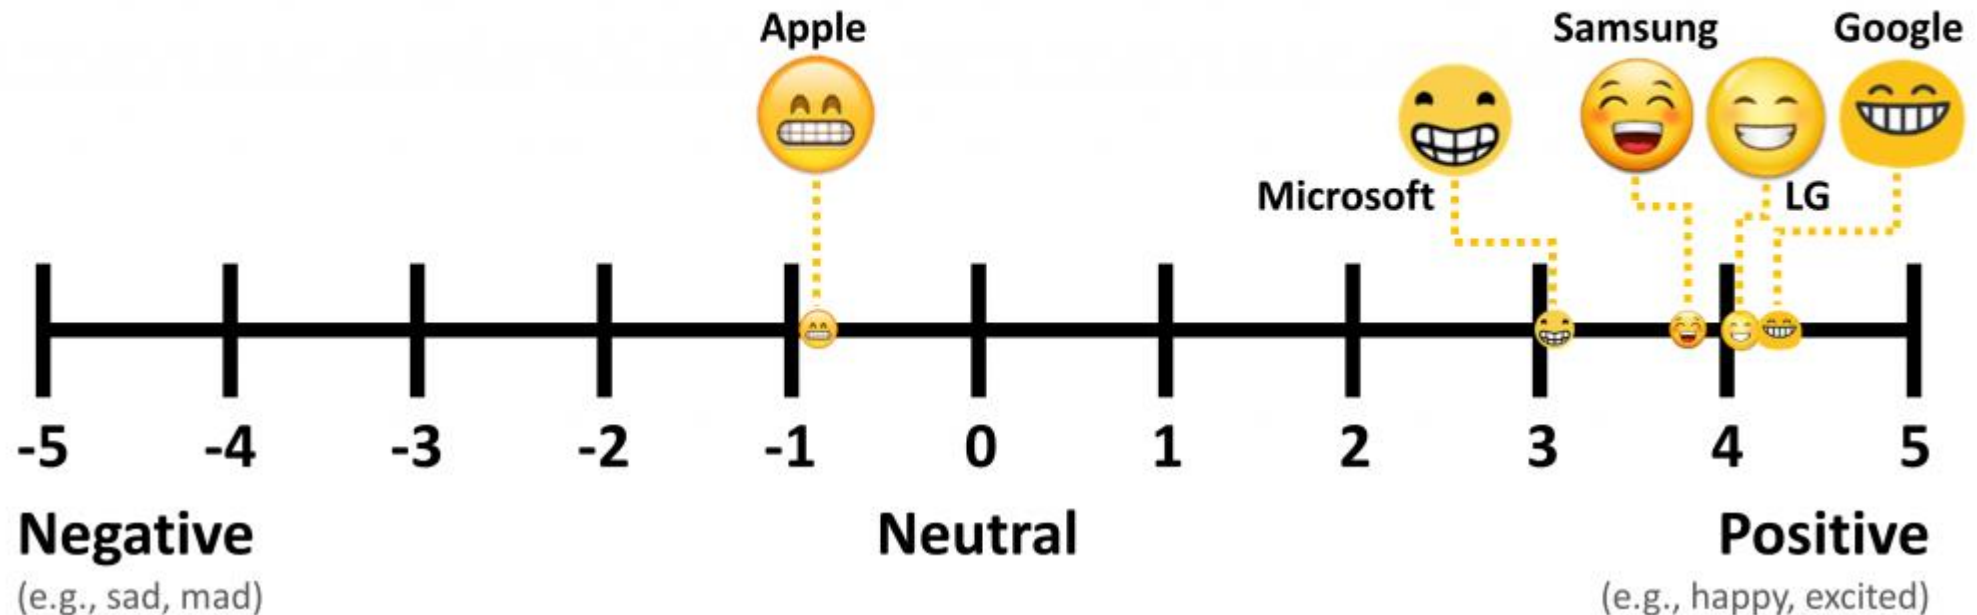 Apple
Samsung
Google
Microsoft
LG
-5 -4 -3 -2 -1 0 1 2 3 4 5
Negative Neutral Positive
(e.g., sad, mad) (e.g., happy, excited)